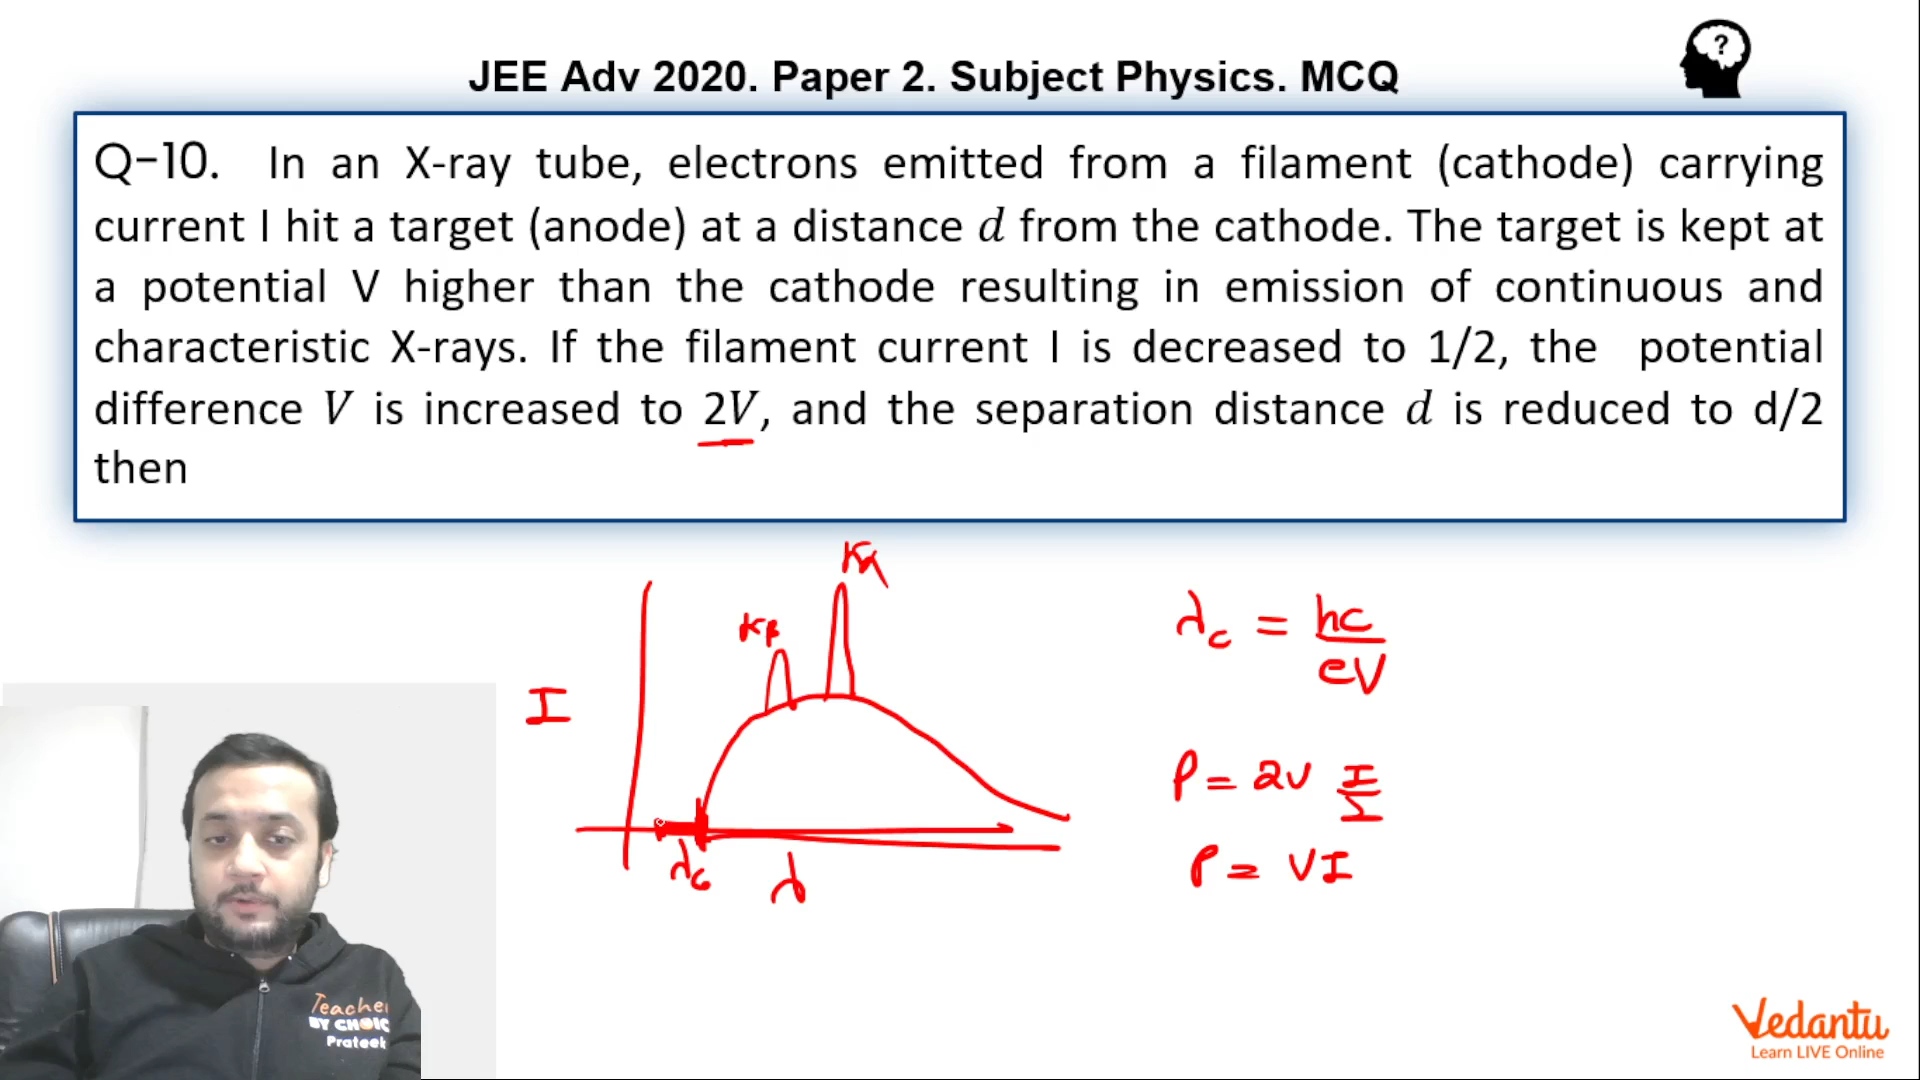 JEE Adv 2020. Paper 2. Subject Physics. MCQ
?
Q-10. In an X-ray tube, electrons emitted from a filament (cathode) carrying
current I hit a target (anode) at a distance d from the cathode. The target is kept at
a potential V higher than the cathode resulting in emission of continuous and
characteristic X-rays. If the filament current I is decreased to 1/2, the potential
difference V is increased to 2V, and the separation distance d is reduced to d/2
then
Kα
Kβ
I
λc
λ
λc = hc/eV
P = 2V I/2
P = VI
Teacher
BY CHOIC
Prateek
Vedantu
Learn LIVE Online